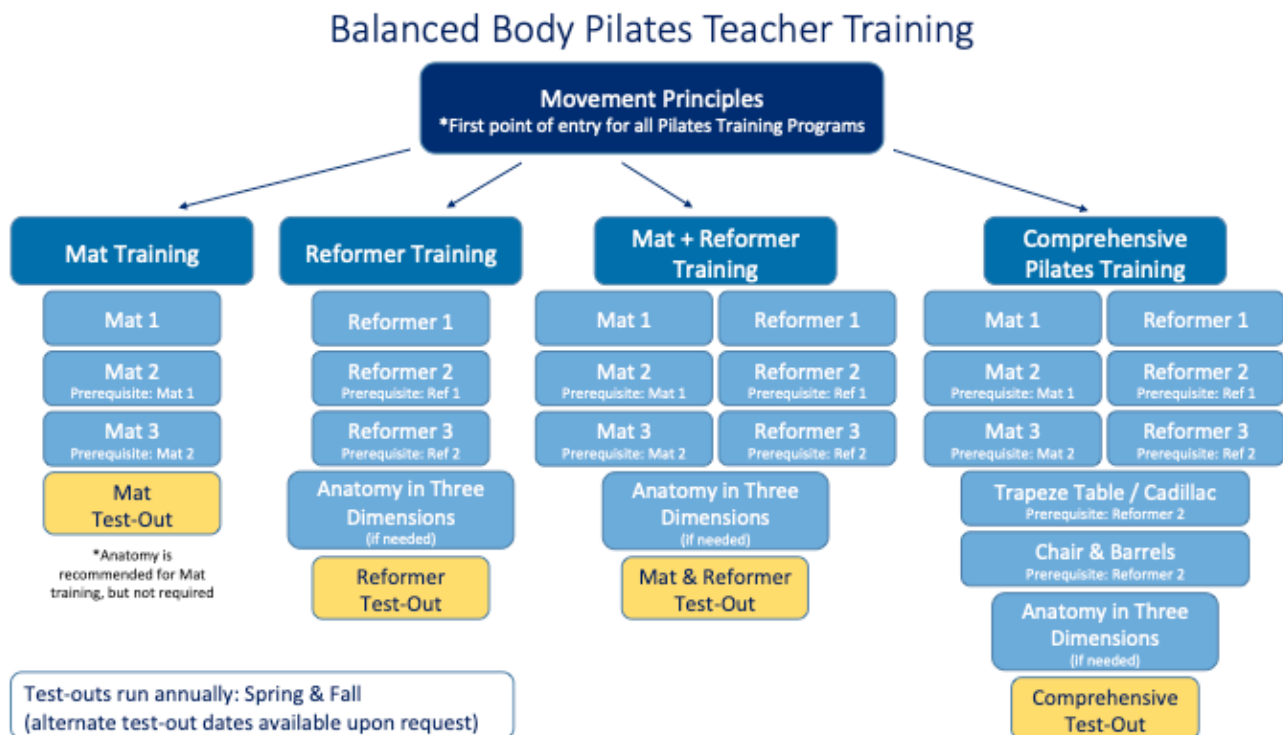 Balanced Body Pilates Teacher Training
Movement Principles
*First point of entry for all Pilates Training Programs
Mat Training
Mat 1
Mat 2
Prerequisite: Mat 1
Mat 3
Prerequisite: Mat 2
Mat
Test-Out
*Anatomy is
recommended for Mat
training, but not required
Reformer Training
Reformer 1
Reformer 2
Prerequisite: Ref 1
Reformer 3
Prerequisite: Ref 2
Anatomy in Three
Dimensions
(if needed)
Reformer
Test-Out
Mat + Reformer
Training
Mat 1
Reformer 1
Mat 2
Prerequisite: Mat 1
Reformer 2
Prerequisite: Ref 1
Mat 3
Prerequisite: Mat 2
Reformer 3
Prerequisite: Ref 2
Anatomy in Three
Dimensions
(if needed)
Mat & Reformer
Test-Out
Comprehensive
Pilates Training
Mat 1
Reformer 1
Mat 2
Prerequisite: Mat 1
Reformer 2
Prerequisite: Ref 1
Mat 3
Prerequisite: Mat 2
Reformer 3
Prerequisite: Ref 2
Trapeze Table / Cadillac
Prerequisite: Reformer 2
Chair & Barrels
Prerequisite: Reformer 2
Anatomy in Three
Dimensions
(if needed)
Comprehensive
Test-Out
Test-outs run annually: Spring & Fall
(alternate test-out dates available upon request)